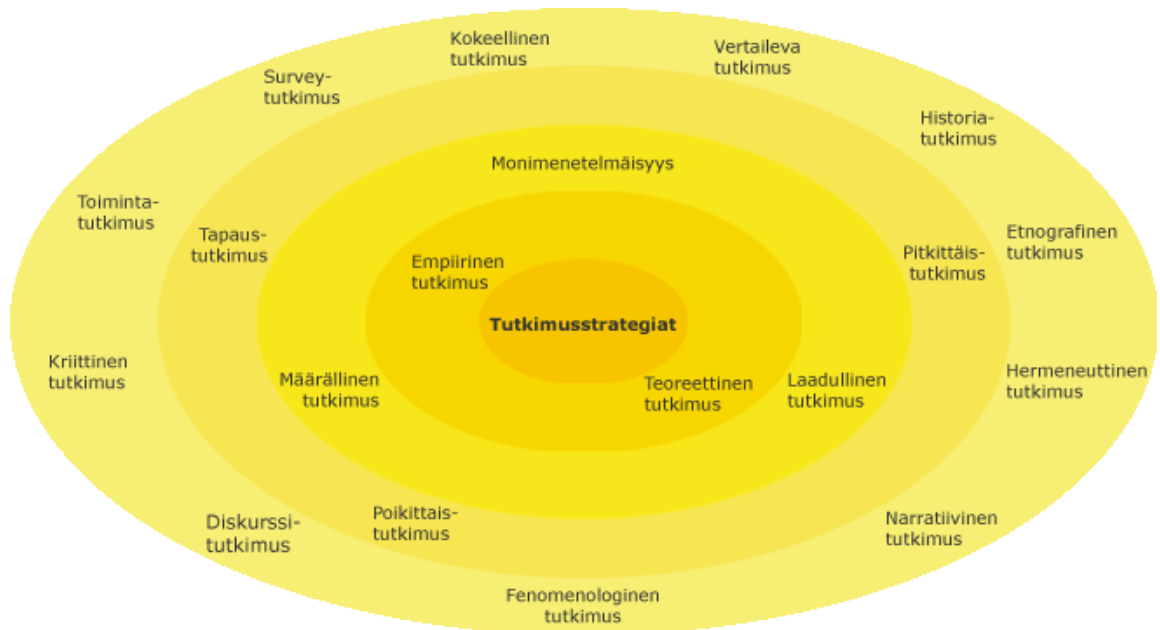 Kokeellinen
tutkimus
Vertaileva
tutkimus
Survey-
tutkimus
Historia-
tutkimus
Monimenetelmäisyys
Toiminta-
tutkimus
Tapaus-
tutkimus
Etnografinen
tutkimus
Pitkittäis-
tutkimus
Empiirinen
tutkimus
Tutkimusstrategiat
Kriittinen
tutkimus
Määrällinen
tutkimus
Teoreettinen
tutkimus
Laadullinen
tutkimus
Hermeneuttinen
tutkimus
Diskurssi-
tutkimus
Poikittais-
tutkimus
Narratiivinen
tutkimus
Fenomenologinen
tutkimus